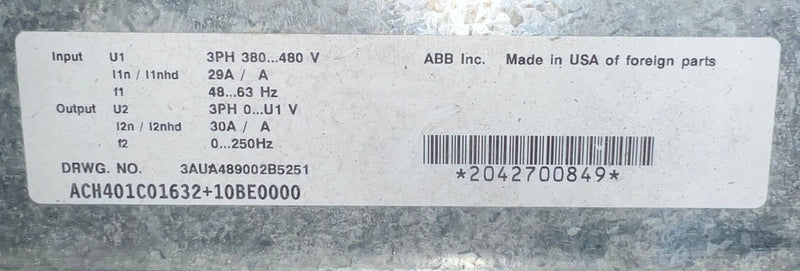 Input U1 3PH 380...480 V
I1n / I1nhd 29A / A
f1 48...63 Hz
Output U2 3PH 0...U1 V
I2n / I2nhd 30A / A
f2 0...250Hz
DRWG. NO. 3AUA489002B5251
ACH401C01632+10BE0000
ABB Inc. Made in USA of foreign parts
*2042700849*